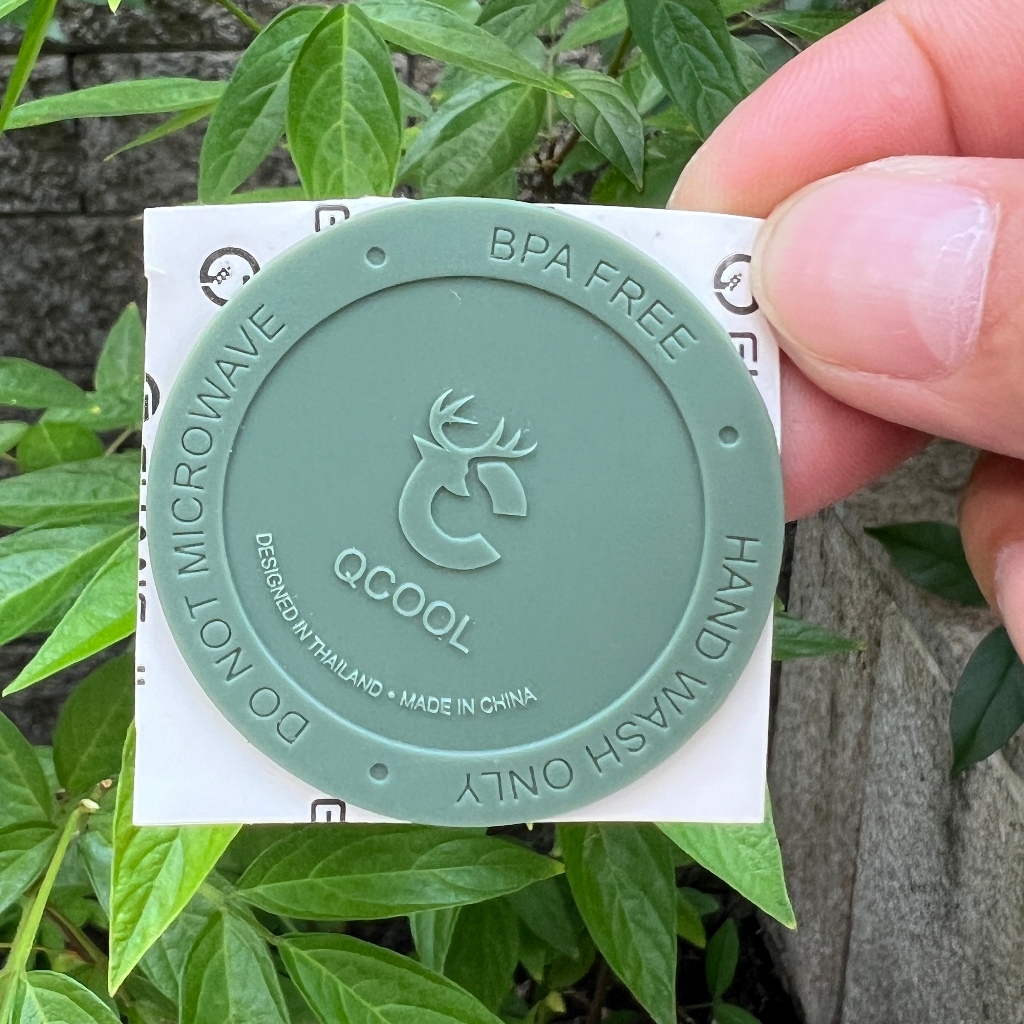 BPA FREE
HAND WASH ONLY
DO NOT MICROWAVE
QCOOL
DESIGNED IN THAILAND • MADE IN CHINA